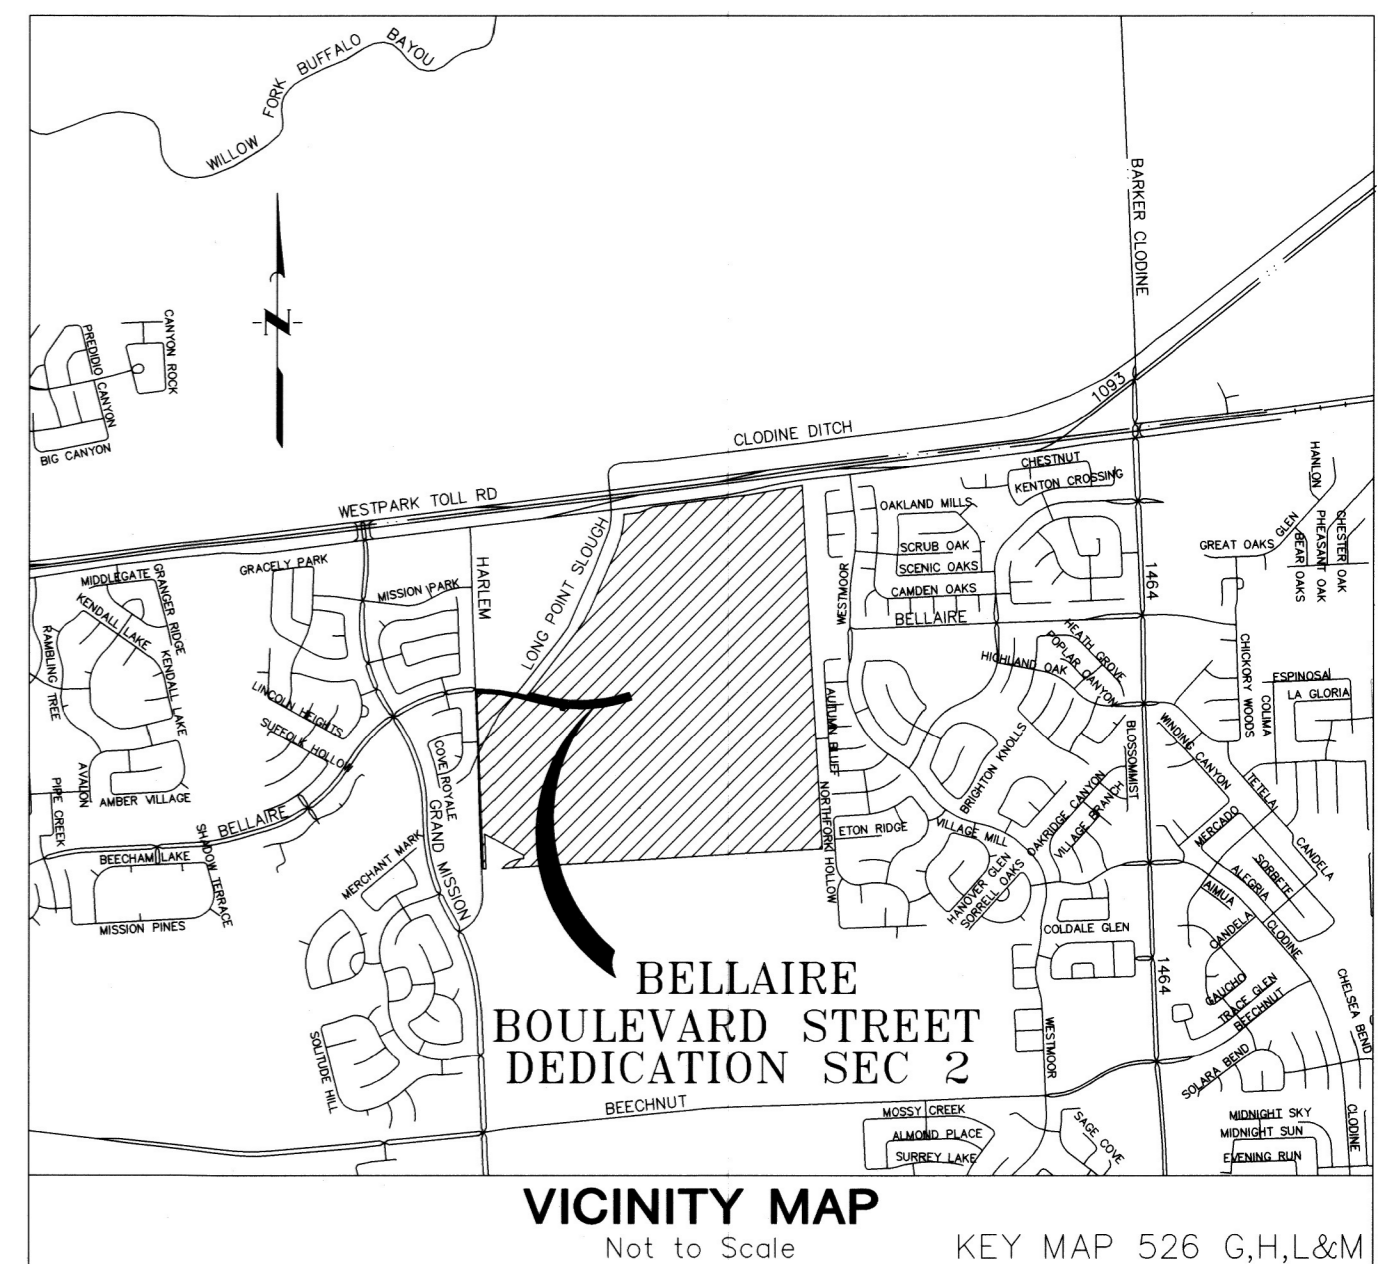 WILLOW FORK BUFFALO BAYOU
BARKER CLODINE
CANYON ROCK
PREDIDIO CANYON
BIG CANYON
1093
CLODINE DITCH
WESTPARK TOLL RD
CHESTNUT
KENTON CROSSING
HANLON
OAKLAND MILLS
GLEN
CHESTER OAK
PHEASANT OAK
BEAR OAKS
GREAT OAKS
SCRUB OAK
SCENIC OAKS
CAMDEN OAKS
BELLAIRE
WESTMOOR
1464
LONG POINT SLOUGH
HARLEM
GRACELY PARK
MISSION PARK
MIDDLEGATE
GRANGER RIDGE
KENDALL LAKE
KENDALL LAKE
RAMBLING TREE
LINCOLN HEIGHTS
SUFFOLK HOLLOW
HEATH GROVE
POPLAR CANYON
HIGHLAND OAK
CHICKORY WOODS
ESPINOSA
LA GLORIA
COLIMA
AUTUMN BLUFF
BRIGHTON KNOLLS
BLOSSOMMIST
WINDING CANYON
TETELA
COVE ROYALE
AVALON
AMBER VILLAGE
PIPE CREEK
BELLAIRE
GRAND MISSION
NORTHFORK HOLLOW
ETON RIDGE
VILLAGE MILL
OAKRIDGE CANYON
VILLAGE BRANCH
MERCADO
CANDELA
SORBETE
ALEGRIA
AIMUA
BEECHAM LAKE
SHADOW TERRACE
MERCHANT MARK
HANOVER GLEN
SORRELL OAKS
MISSION PINES
COLDALE GLEN
CANDELA
CLODINE
1464
GAUCHO
TRACE GLEN
BEECHNUT
CHELSEA BEND
BELLAIRE
BOULEVARD STREET
DEDICATION SEC 2
SOLITUDE HILL
WESTMOOR
SOLARA BEND
BEECHNUT
MOSSY CREEK
ALMOND PLACE
SURREY LAKE
SAGE COVE
MIDNIGHT SKY
MIDNIGHT SUN
EVENING RUN
CLODINE
N
VICINITY MAP
Not to Scale
KEY MAP 526 G,H,L&M